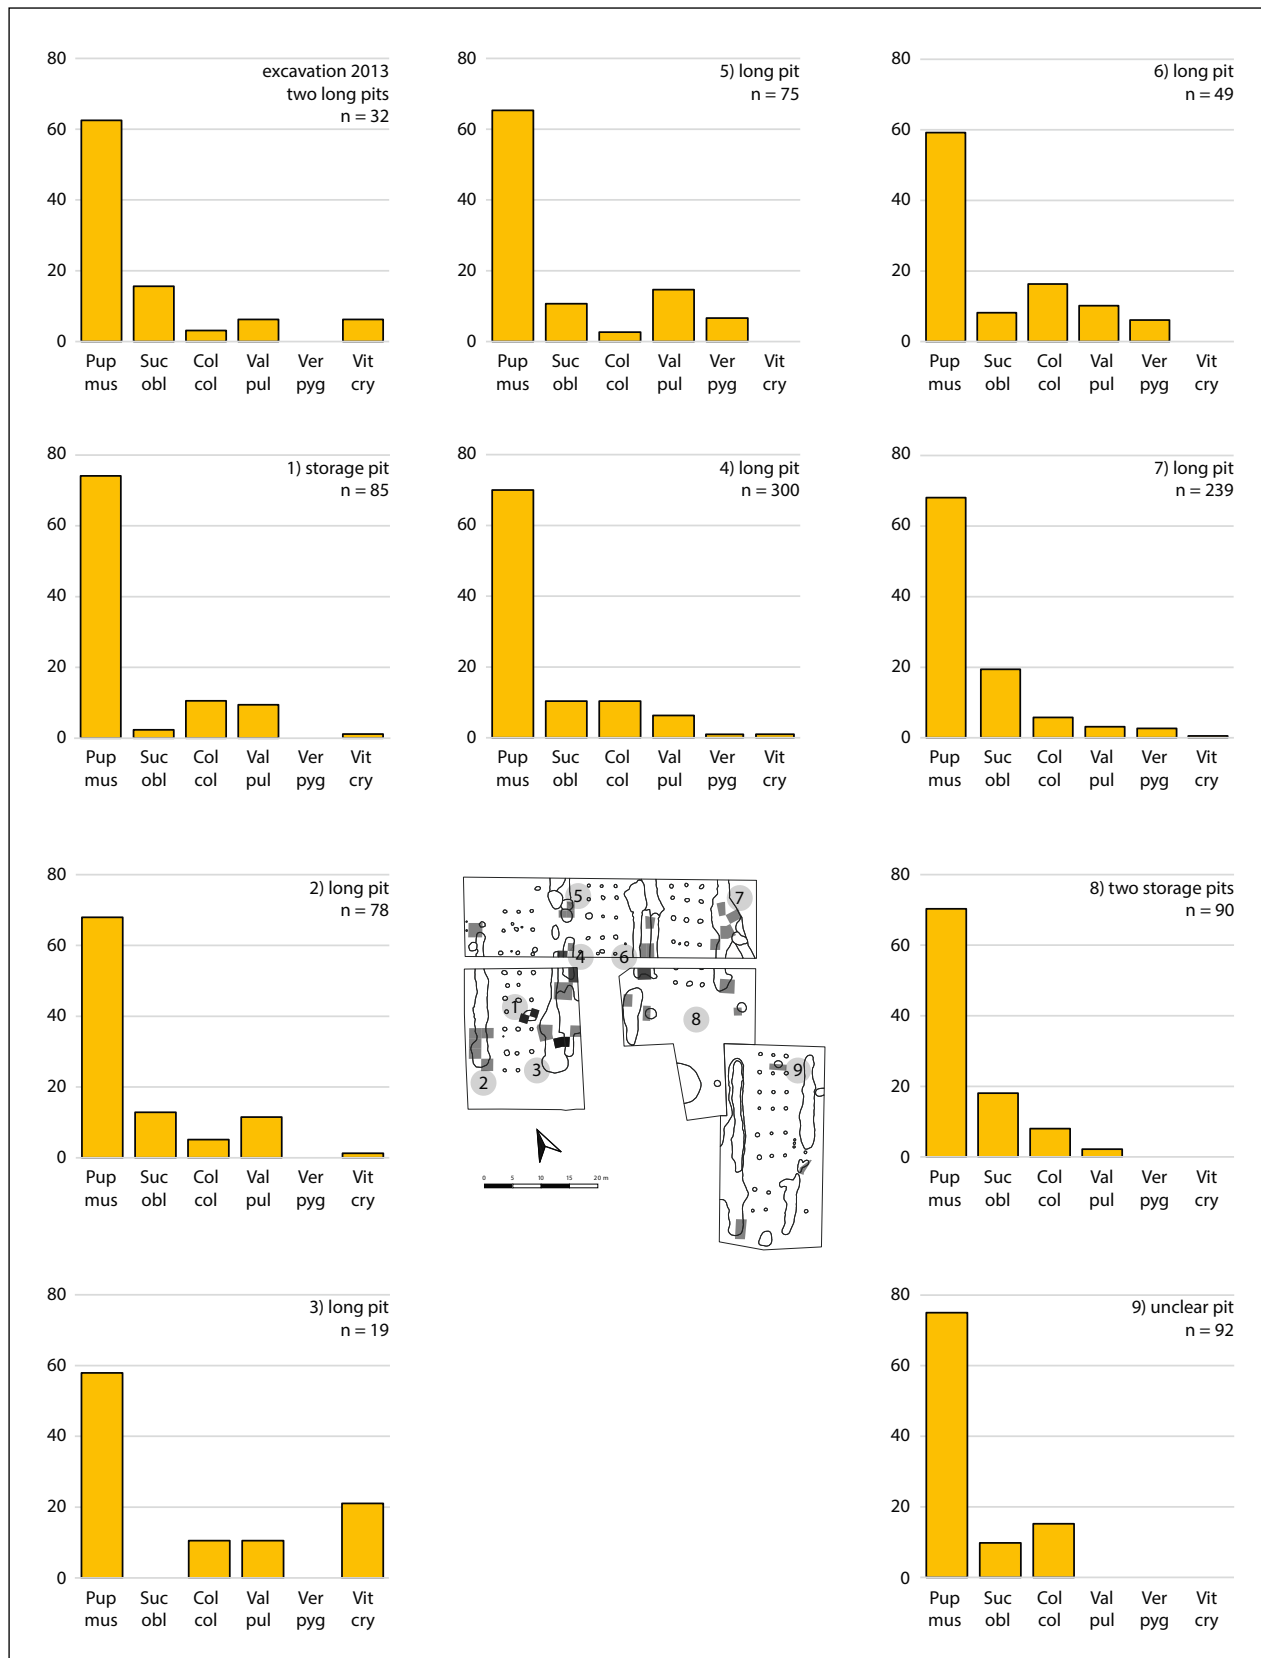 80
60
40
20
0
excavation 2013
two long pits
n = 32
Pup Suc Col Val Ver Vit
mus obl col pul pyg cry
80
60
40
20
0
5) long pit
n = 75
Pup Suc Col Val Ver Vit
mus obl col pul pyg cry
80
60
40
20
0
6) long pit
n = 49
Pup Suc Col Val Ver Vit
mus obl col pul pyg cry
80
60
40
20
0
1) storage pit
n = 85
Pup Suc Col Val Ver Vit
mus obl col pul pyg cry
80
60
40
20
0
4) long pit
n = 300
Pup Suc Col Val Ver Vit
mus obl col pul pyg cry
80
60
40
20
0
7) long pit
n = 239
Pup Suc Col Val Ver Vit
mus obl col pul pyg cry
80
60
40
20
0
2) long pit
n = 78
Pup Suc Col Val Ver Vit
mus obl col pul pyg cry
5
7
4 6
1
8
2 3
9
0 5 10 15 20 m
80
60
40
20
0
8) two storage pits
n = 90
Pup Suc Col Val Ver Vit
mus obl col pul pyg cry
80
60
40
20
0
3) long pit
n = 19
Pup Suc Col Val Ver Vit
mus obl col pul pyg cry
80
60
40
20
0
9) unclear pit
n = 92
Pup Suc Col Val Ver Vit
mus obl col pul pyg cry